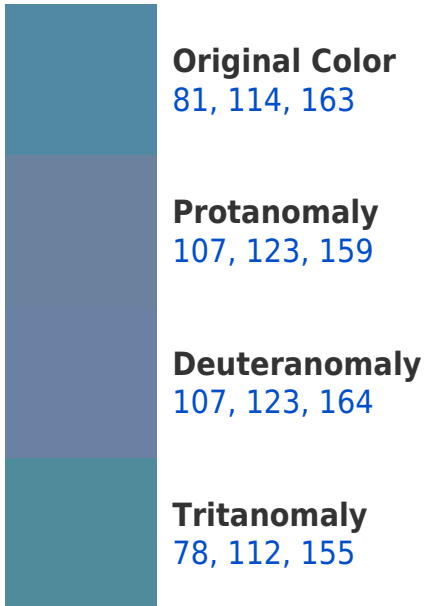 Original Color
81, 114, 163
Protanomaly
107, 123, 159
Deuteranomaly
107, 123, 164
Tritanomaly
78, 112, 155